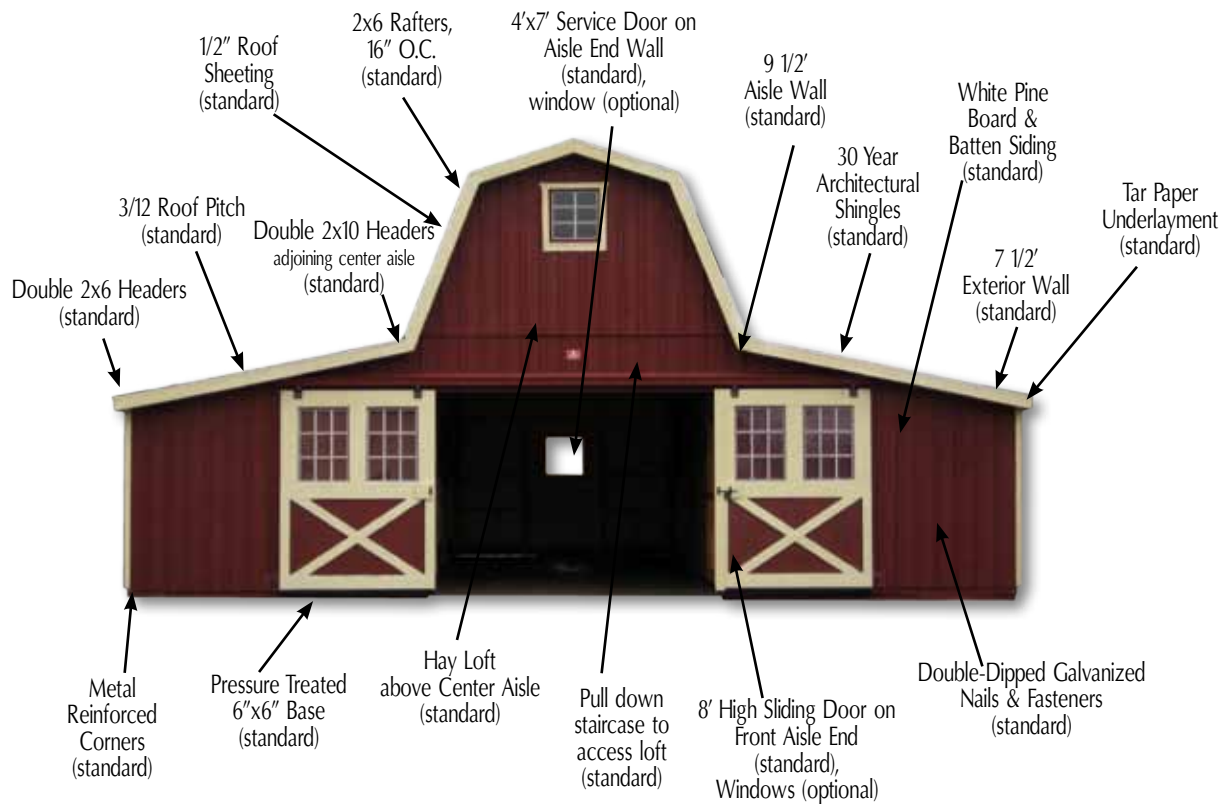 4'x7' Service Door on
Aisle End Wall
(standard),
window (optional)
2x6 Rafters,
16" O.C.
(standard)
1/2" Roof
Sheeting
(standard)
9 1/2'
Aisle Wall
(standard)
White Pine
Board &
Batten Siding
(standard)
30 Year
Architectural
Shingles
(standard)
Tar Paper
Underlayment
(standard)
3/12 Roof Pitch
(standard)
Double 2x10 Headers
adjoining center aisle
(standard)
7 1/2'
Exterior Wall
(standard)
Double 2x6 Headers
(standard)
Metal
Reinforced
Corners
(standard)
Pressure Treated
6"x6" Base
(standard)
Hay Loft
above Center Aisle
(standard)
Pull down
staircase to
access loft
(standard)
8' High Sliding Door on
Front Aisle End
(standard),
Windows (optional)
Double-Dipped Galvanized
Nails & Fasteners
(standard)